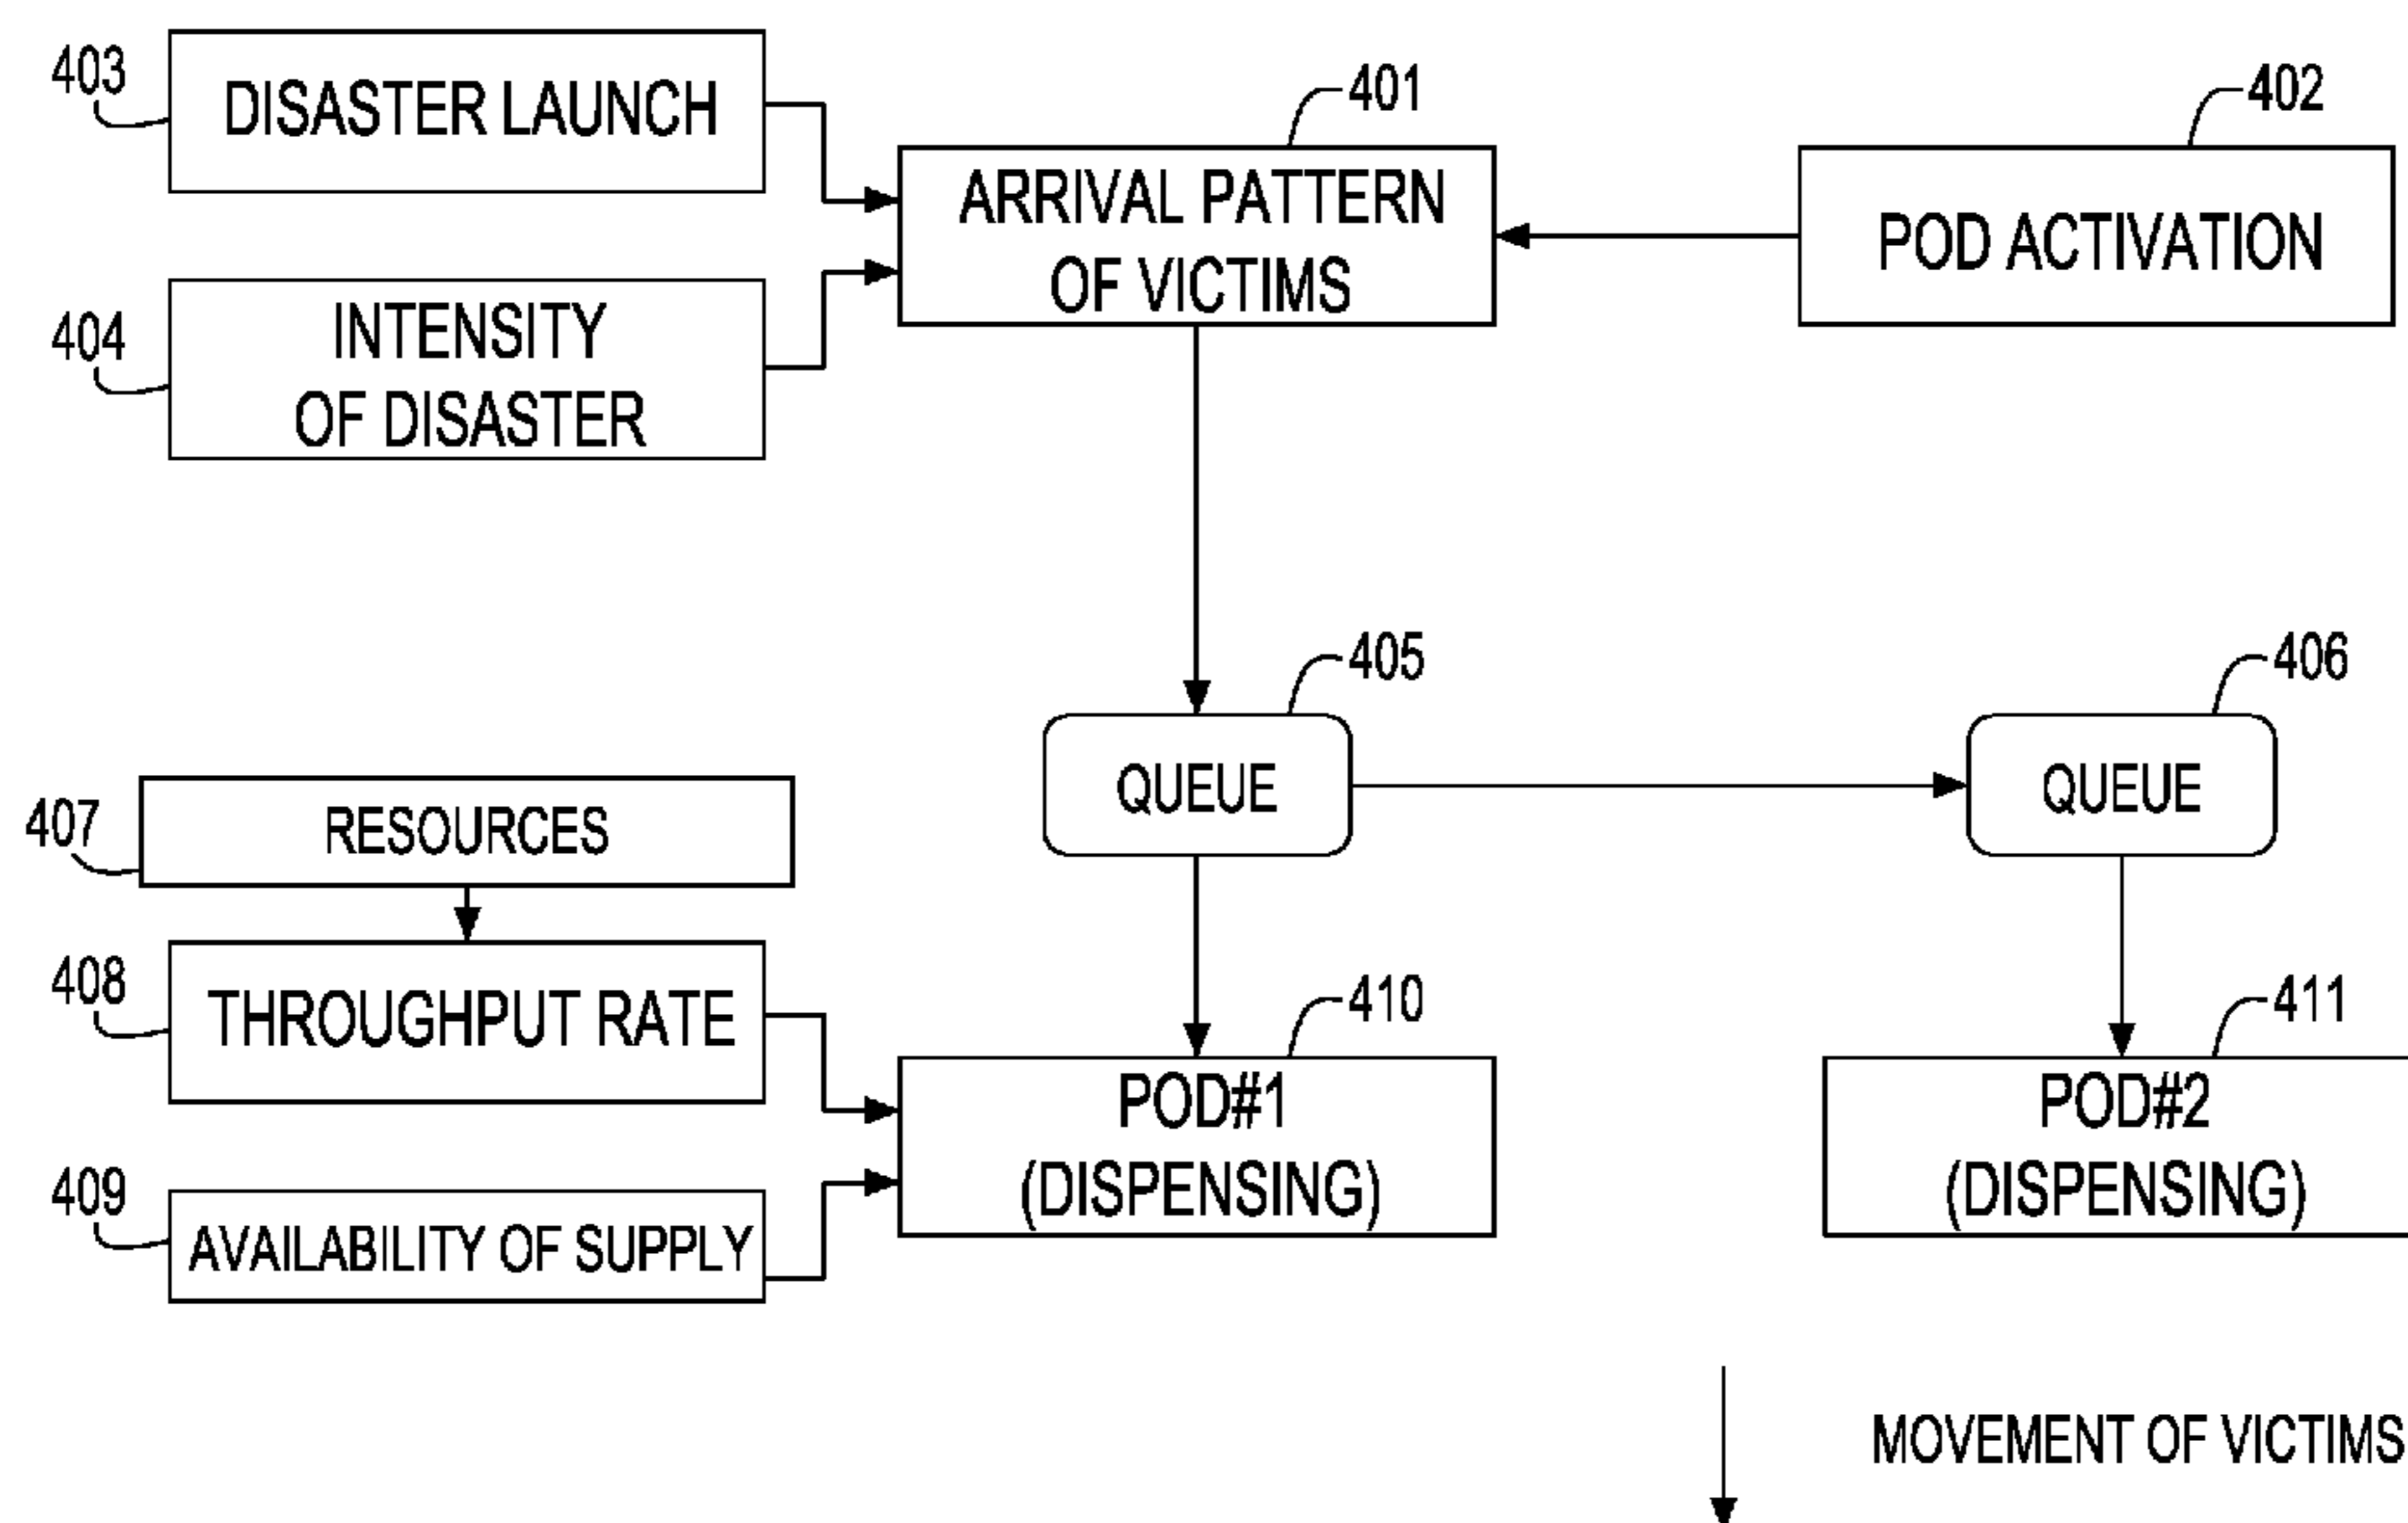 403
DISASTER LAUNCH
401
ARRIVAL PATTERN
OF VICTIMS
402
POD ACTIVATION
404
INTENSITY
OF DISASTER
405
QUEUE
406
QUEUE
407
RESOURCES
408
THROUGHPUT RATE
409
AVAILABILITY OF SUPPLY
410
POD#1
(DISPENSING)
411
POD#2
(DISPENSING)
MOVEMENT OF VICTIMS